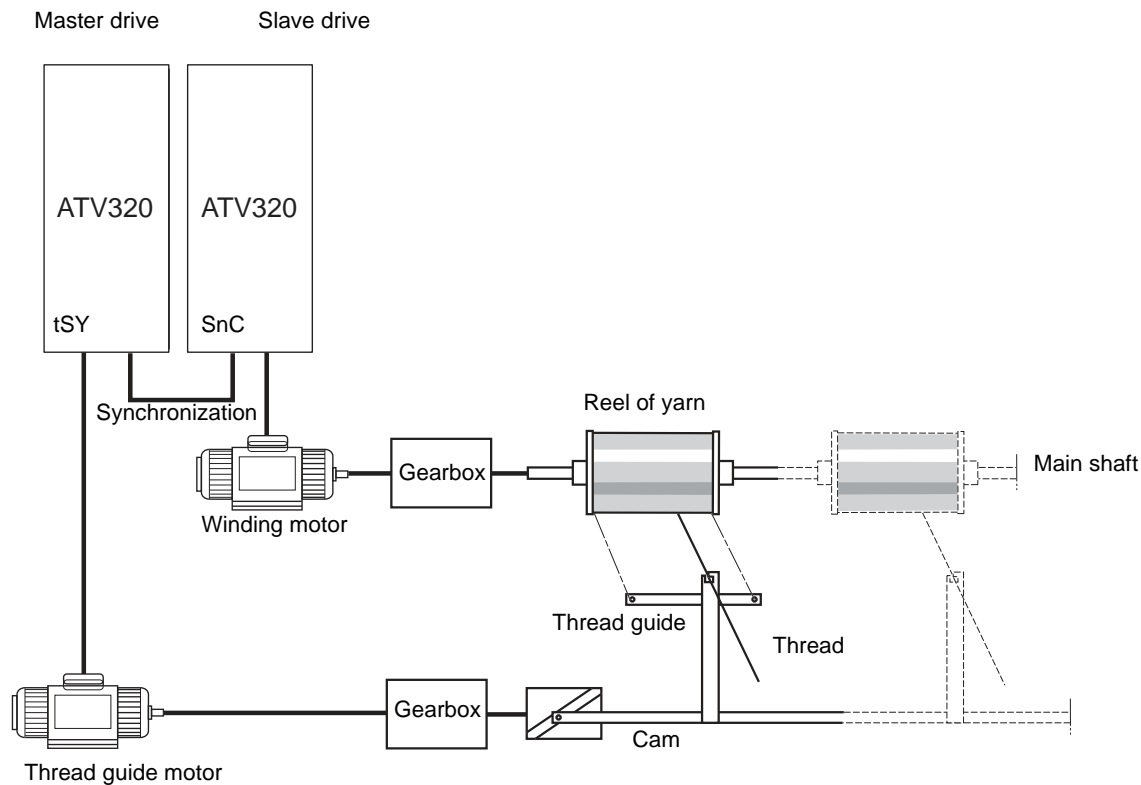 Master drive
Slave drive
ATV320
ATV320
tSY
SnC
Synchronization
Reel of yarn
Gearbox
Main shaft
Winding motor
Thread guide
Thread
Gearbox
Cam
Thread guide motor